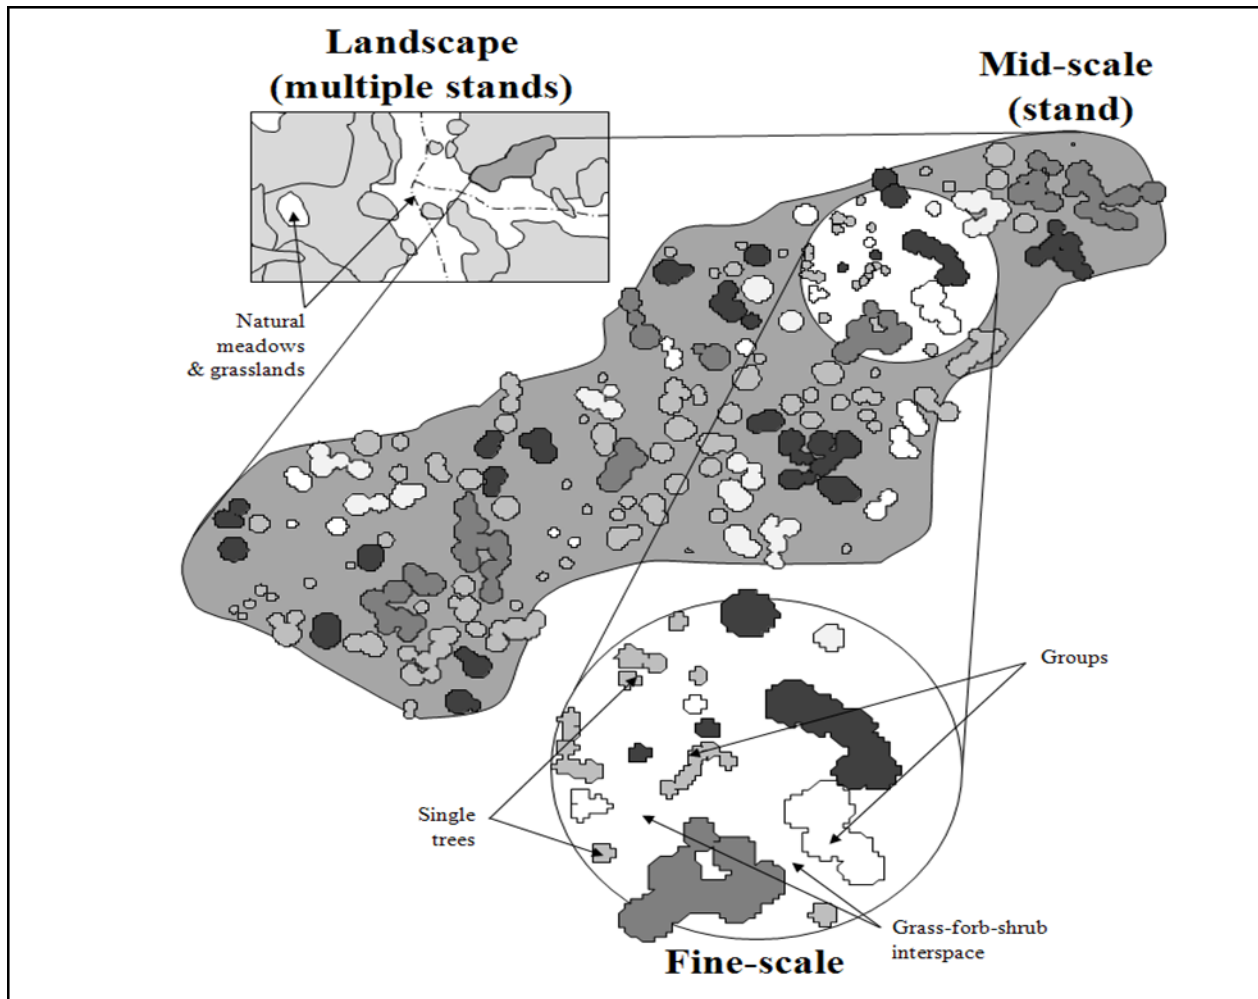 Landscape
(multiple stands)
Mid-scale
(stand)
Natural
meadows
& grasslands
Groups
Single
trees
Grass-forb-shrub
interspace
Fine-scale